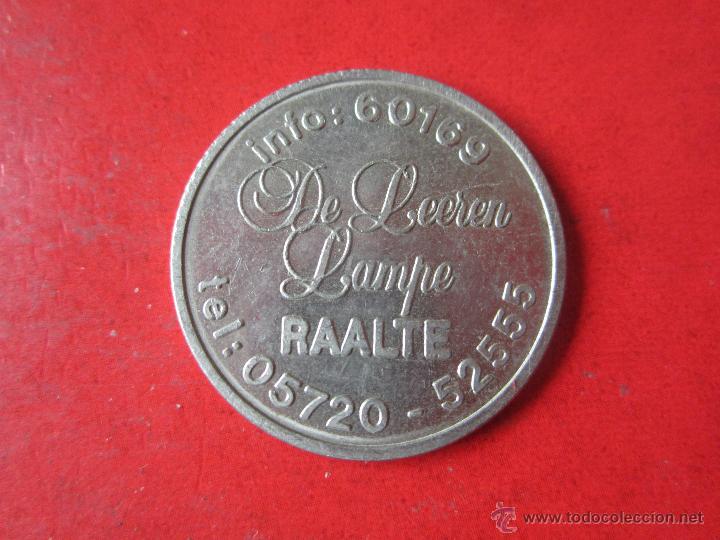 info: 60169
De Leeren
Lampe
RAALTE
tel: 05720 - 52555
© www.todocoleccion.net